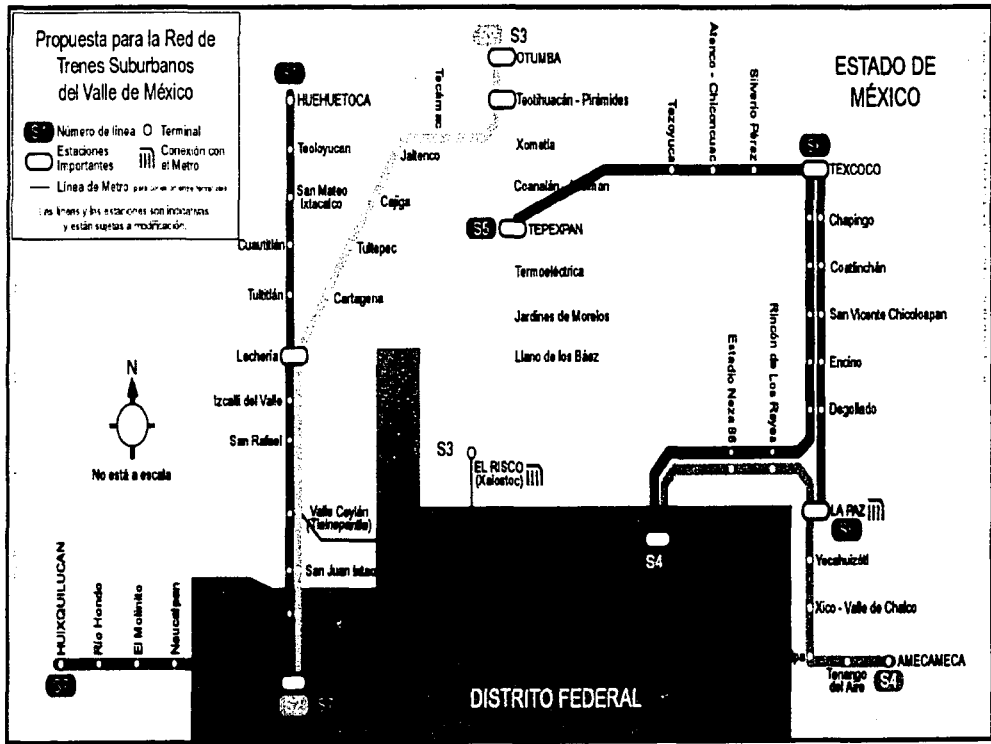 Propuesta para la Red de
Trenes Suburbanos
del Valle de México
Número de línea
Terminal
Estaciones
Importantes
Conexión con
el Metro
Línea de Metro
Las líneas y las estaciones son indicativas
y están sujetas a modificación.
ESTADO DE
MÉXICO
S3
OTUMBA
Teotihuacán - Pirámides
Tecámac
Jaltenco
Cajiga
Tultepec
Cartagena
HUEHUETOCA
Teoloyucan
San Mateo
Ixtacalco
Cuautitlán
Tultitlán
Lechería
Izcalli del Valle
San Rafael
Valle Ceylán
(Tlalnepantla)
San Juan Ixtac
Xometla
S5
TEPEXPAN
Termoeléctrica
Jardines de Morelos
Llano de los Báez
Tezoyuca
Atenco - Chiconcuac
Silverio Pérez
TEXCOCO
Chapingo
Coatlinchán
San Vicente Chicoloapan
Encino
Degollado
Estadio Neza 86
Rincón de Los Reyes
LA PAZ
Yecahuizótl
Xico - Valle de Chalco
AMECAMECA
Tenango
del Aire
S4
S4
S3
EL RISCO
(Xalostoc)
N
No está a escala
HUIXQUILUCAN
Río Hondo
El Molinito
Naucalpan
DISTRITO FEDERAL